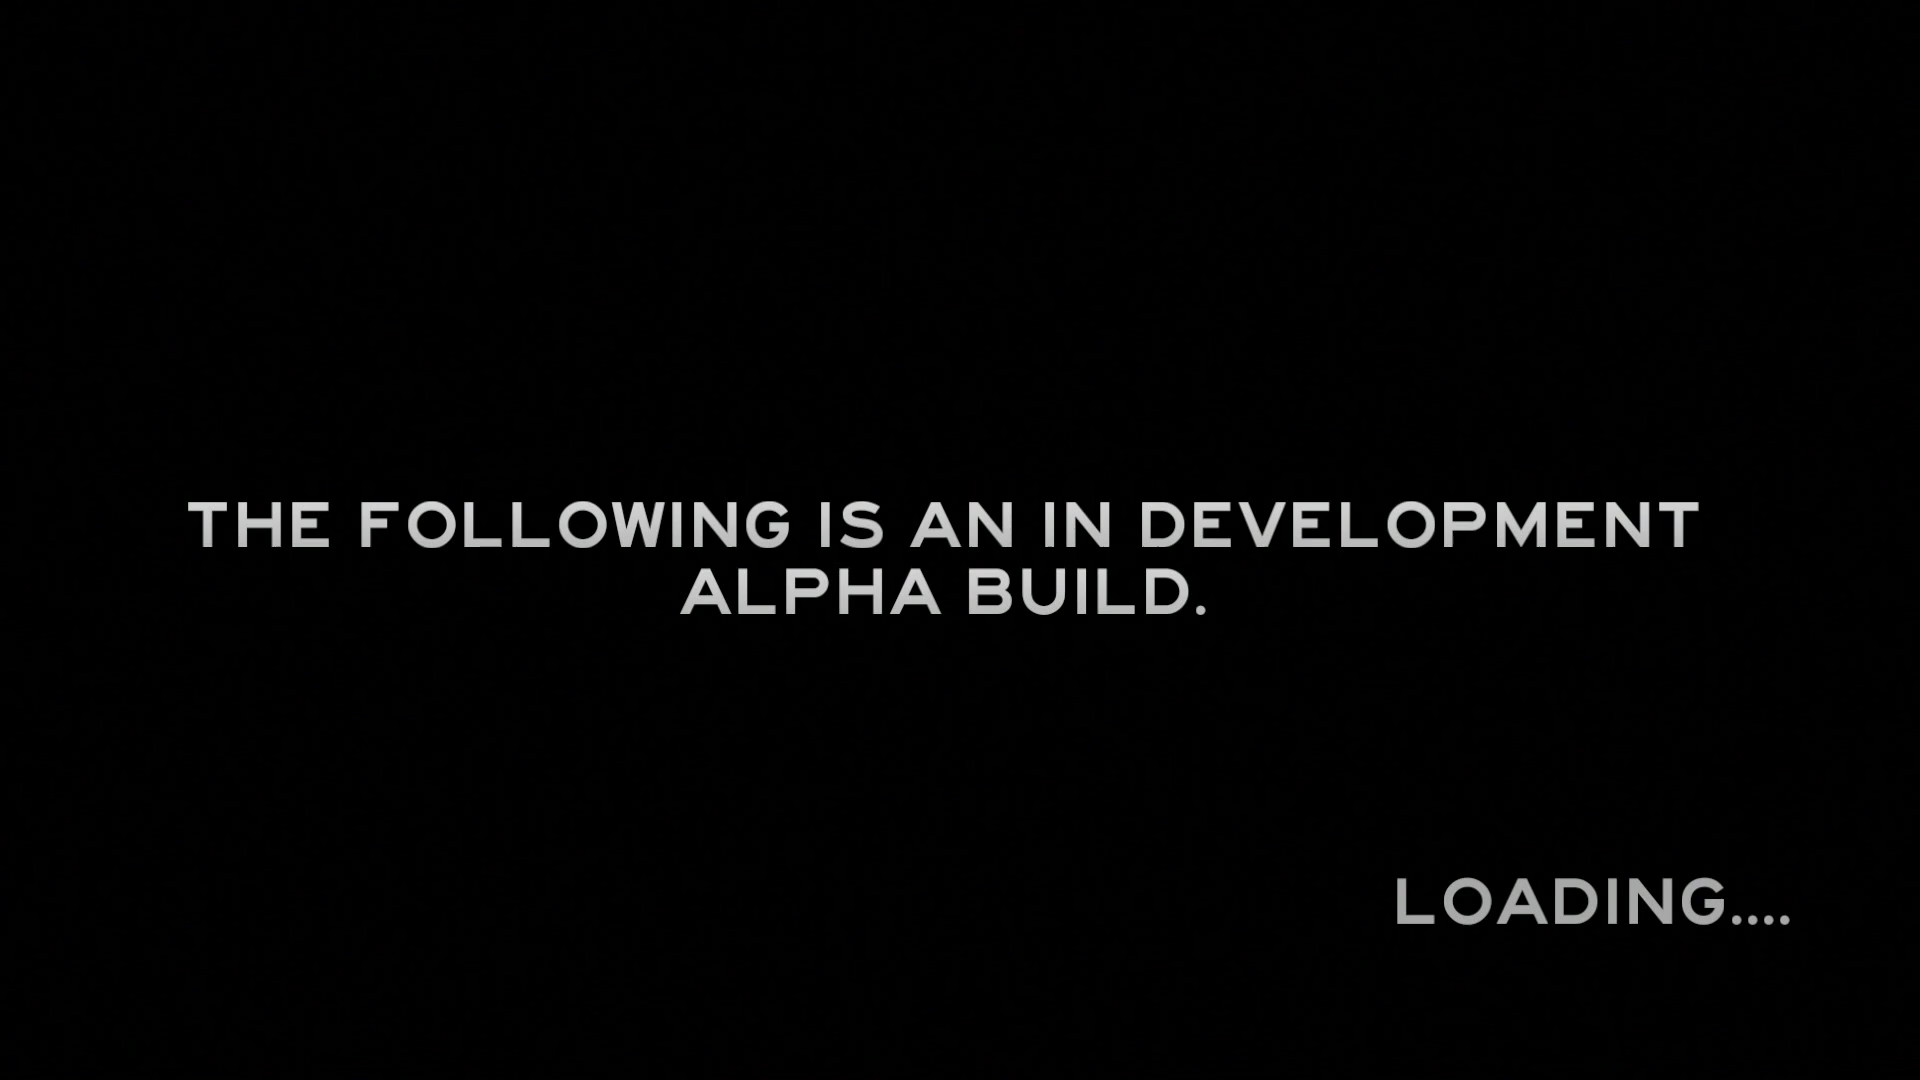 THE FOLLOWING IS AN IN DEVELOPMENT
ALPHA BUILD.
LOADING....